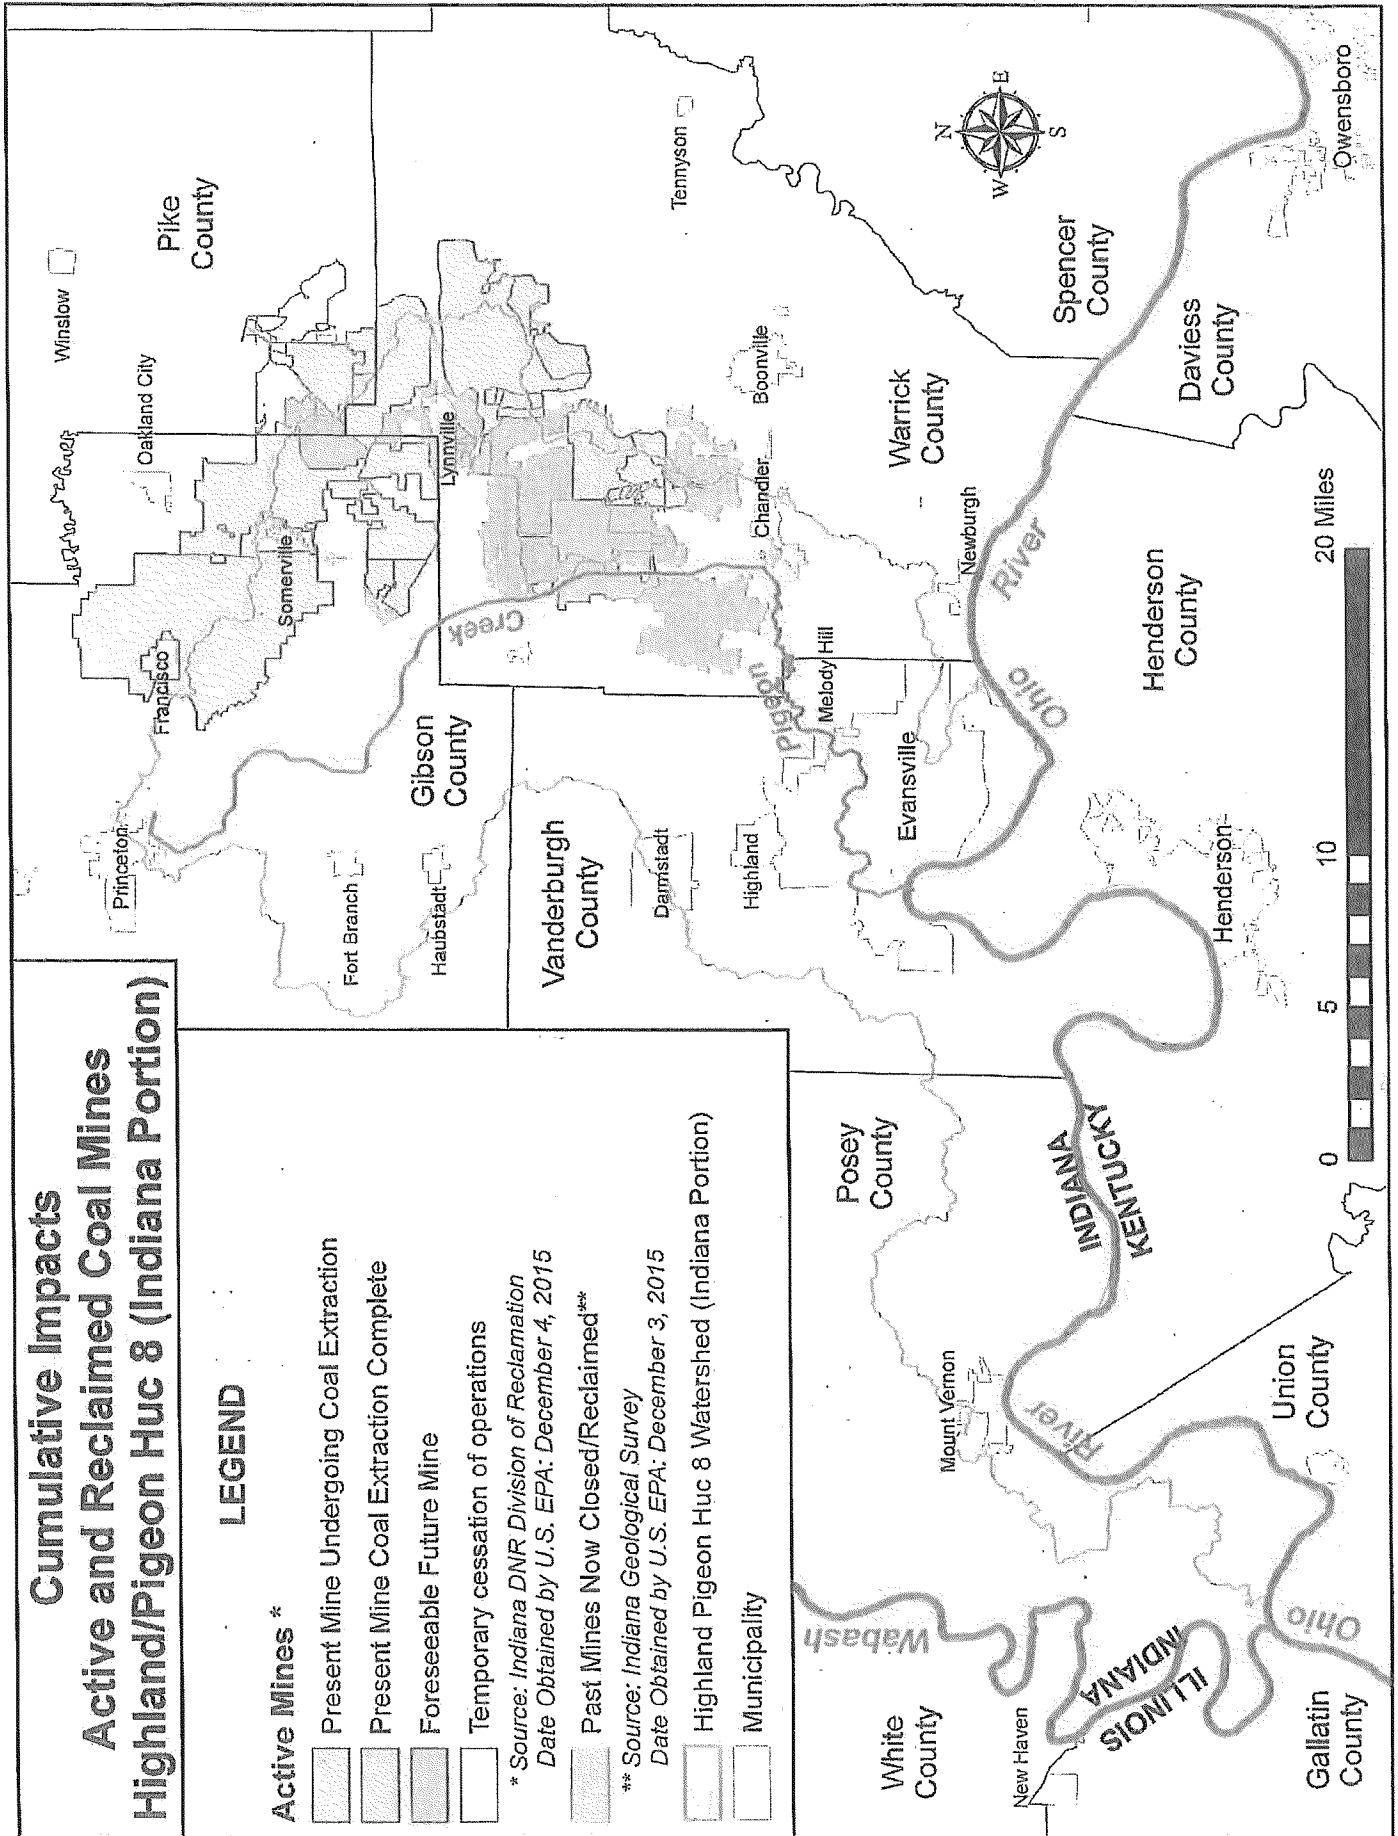 Cumulative Impacts
Active and Reclaimed Coal Mines
Highland/Pigeon Huc 8 (Indiana Portion)
LEGEND
Active Mines *
Present Mine Undergoing Coal Extraction
Present Mine Coal Extraction Complete
Foreseeable Future Mine
Temporary cessation of operations
* Source: Indiana DNR Division of Reclamation
Date Obtained by U.S. EPA: December 4, 2015
Past Mines Now Closed/Reclaimed**
** Source: Indiana Geological Survey
Date Obtained by U.S. EPA: December 3, 2015
Highland Pigeon Huc 8 Watershed (Indiana Portion)
Municipality
Winslow
Pike
County
Oakland City
Francisco
Princeton
Somerville
Fort Branch
Haubstadt
Gibson
County
Lynnville
Creek
Pigeon
Tennyson
Vanderburgh
County
Darmstadt
Highland
Melody Hill
Chandler
Boonville
Evansville
Warrick
County
Newburgh
N
W
E
S
Spencer
County
Posey
County
Ohio
River
Henderson
County
Henderson
Daviess
County
Owensboro
INDIANA
KENTUCKY
Mount Vernon
River
Union
County
Wabash
White
County
New Haven
ILLINOIS
INDIANA
Ohio
Gallatin
County
0
5
10
20 Miles